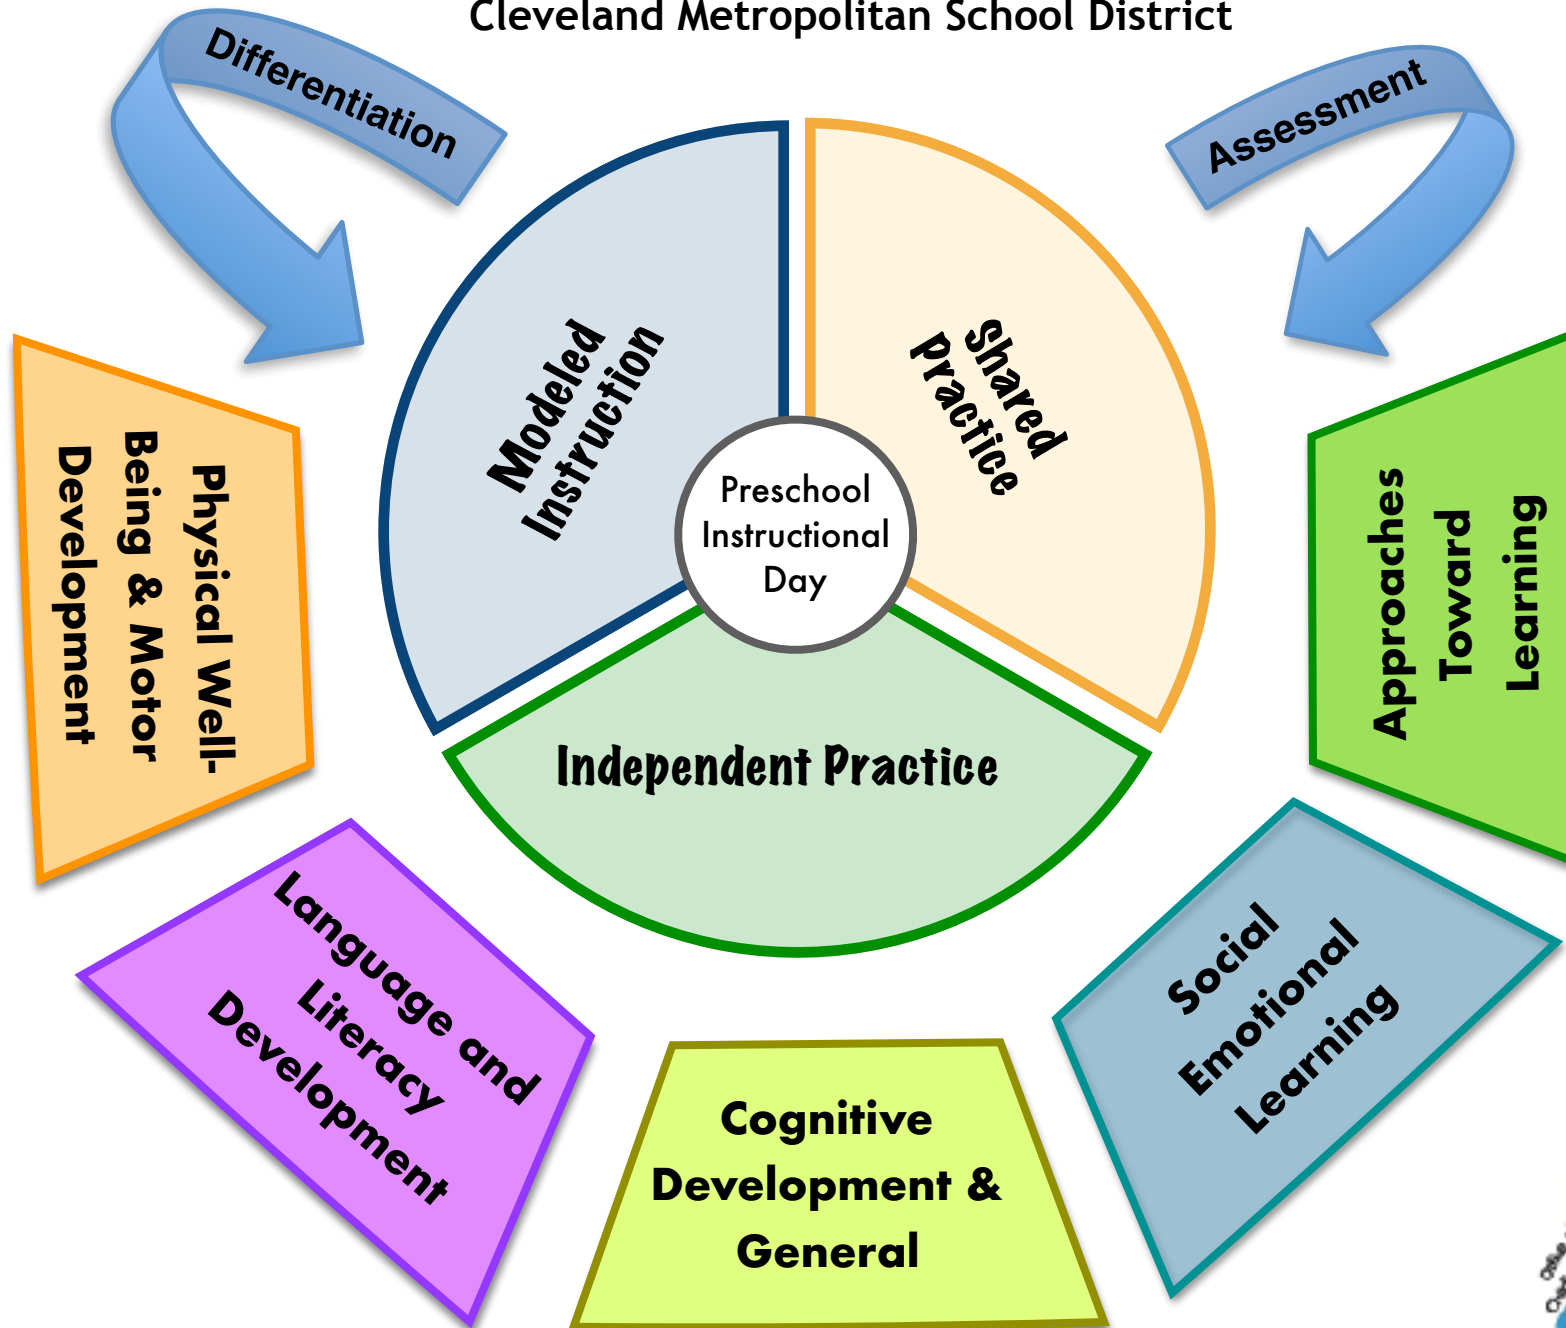 Cleveland Metropolitan School District
Differentiation
Assessment
Modeled
Instruction
Shared
Practice
Preschool
Instructional
Day
Independent Practice
Physical Well-
Being & Motor
Development
Language and
Literacy
Development
Cognitive
Development &
General
Social
Emotional
Learning
Approaches
Toward
Learning